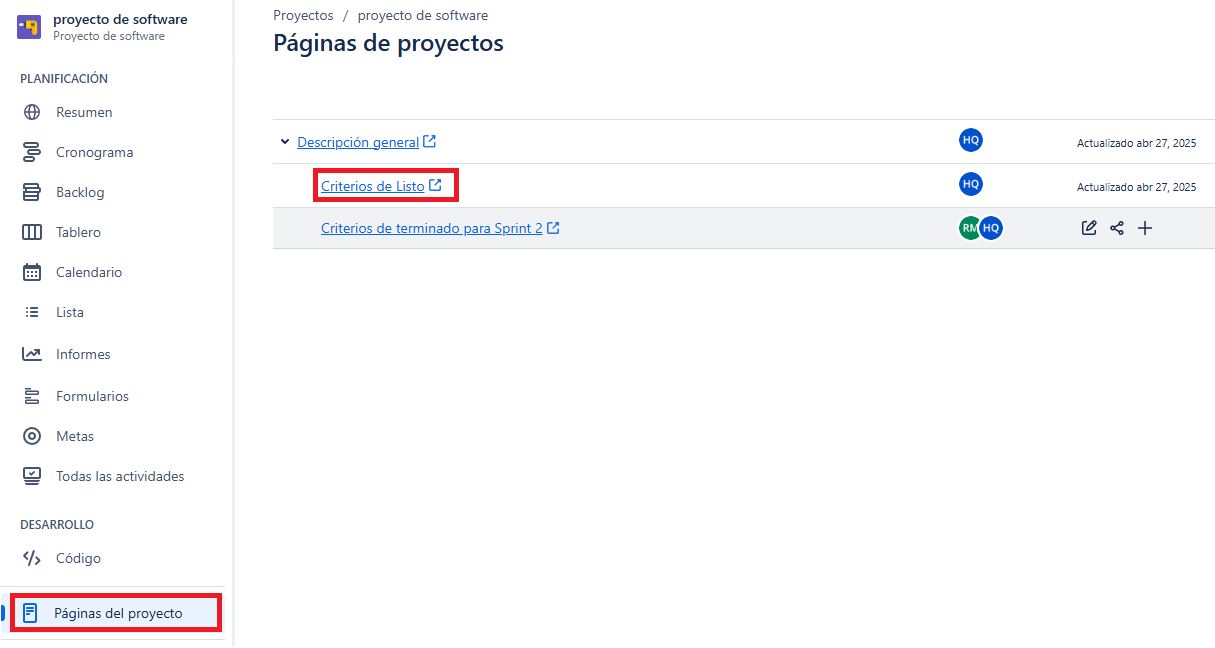 proyecto de software
Proyecto de software
PLANIFICACIÓN
Resumen
Cronograma
Backlog
Tablero
Calendario
Lista
Informes
Formularios
Metas
Todas las actividades
DESARROLLO
Código
Páginas del proyecto
Proyectos / proyecto de software
Páginas de proyectos
Descripción general HQ Actualizado abr 27, 2025
Criterios de Listo HQ Actualizado abr 27, 2025
Criterios de terminado para Sprint 2 RM HQ